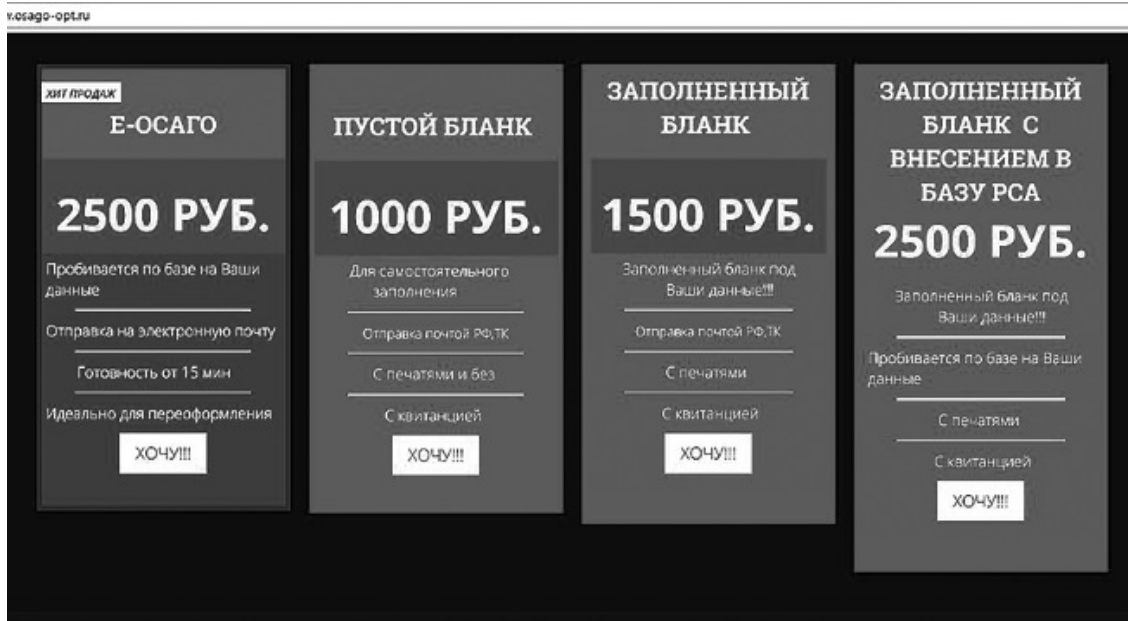 w.osago-opt.ru
ХИТ ПРОДАЖ
Е-ОСАГО
2500 РУБ.
Пробивается по базе на Ваши
данные
Отправка на электронную почту
Готовность от 15 мин
Идеально для переоформления
ХОЧУ!!!
ПУСТОЙ БЛАНК
1000 РУБ.
Для самостоятельного
заполнения
Отправка почтой РФ,ТК
С печатями и без
С квитанцией
ХОЧУ!!!
ЗАПОЛНЕННЫЙ
БЛАНК
1500 РУБ.
Заполненный бланк под
Ваши данные!!!
Отправка почтой РФ,ТК
С печатями
С квитанцией
ХОЧУ!!!
ЗАПОЛНЕННЫЙ
БЛАНК С
ВНЕСЕНИЕМ В
БАЗУ РСА
2500 РУБ.
Заполненный бланк под
Ваши данные!!!
Пробивается по базе на Ваши
данные
С печатями
С квитанцией
ХОЧУ!!!